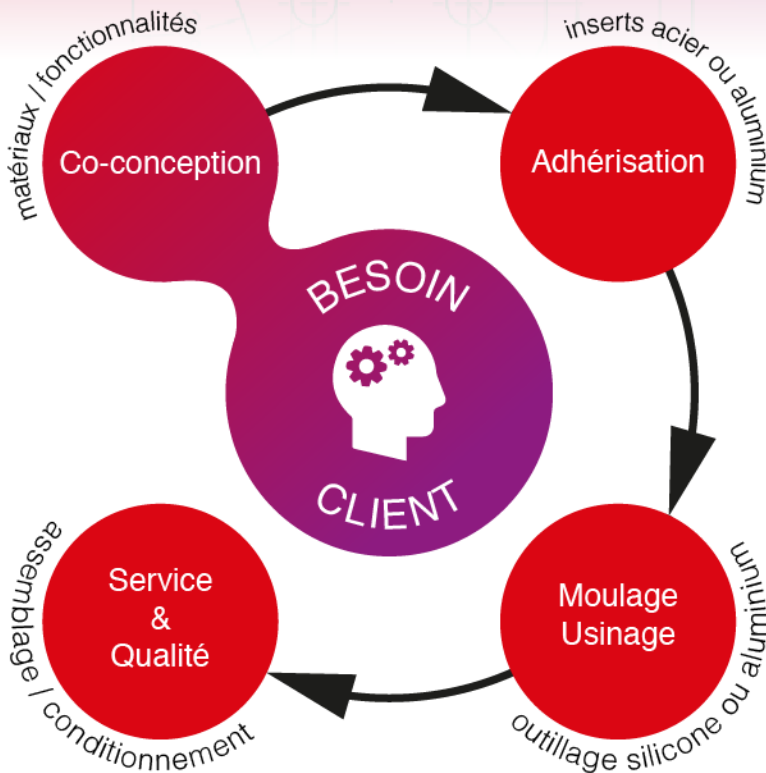 matériaux / fonctionnalités
Co-conception
inserts acier ou aluminium
Adhérisation
BESOIN
CLIENT
Moulage
Usinage
outillage silicone ou aluminium
Service
&
Qualité
assemblage / conditionnement